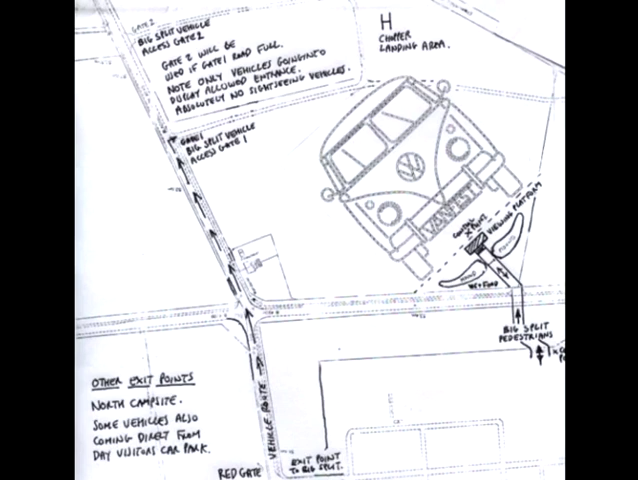 GATE 2
BIG SPLIT VEHICLE
ACCESS GATE 2
GATE 2 WILL BE
USED IF GATE 1 ROAD FULL.
NOTE ONLY VEHICLES GOING INTO
DISPLAY ALLOWED ENTRANCE.
ABSOLUTELY NO SIGHTSEEING VEHICLES.
H
CHOPPER
LANDING AREA.
GATE 1
BIG SPLIT VEHICLE
ACCESS GATE 1
VW
VANFEST
CONTROL
POINT
VIEWING PLATFORM
BIG SPLIT
PEDESTRIANS
OTHER EXIT POINTS
NORTH CAMPSITE.
SOME VEHICLES ALSO
COMING DIRECT FROM
DAY VISITORS CAR PARK.
VEHICLE ROUTE
RED GATE
EXIT POINT
TO BIG SPLIT.